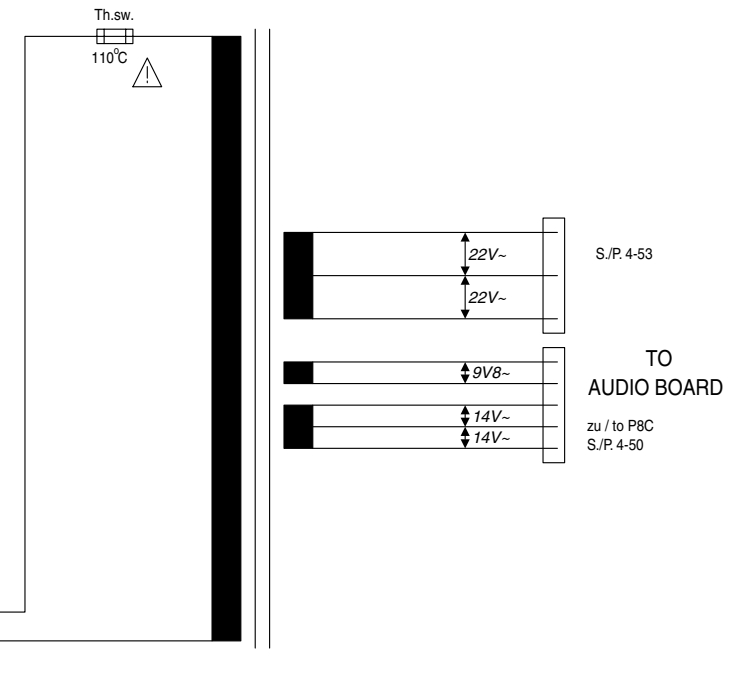 Th.sw.
110°C
22V~
S./P. 4-53
22V~
TO
AUDIO BOARD
9V8~
14V~
14V~
zu / to P8C
S./P. 4-50